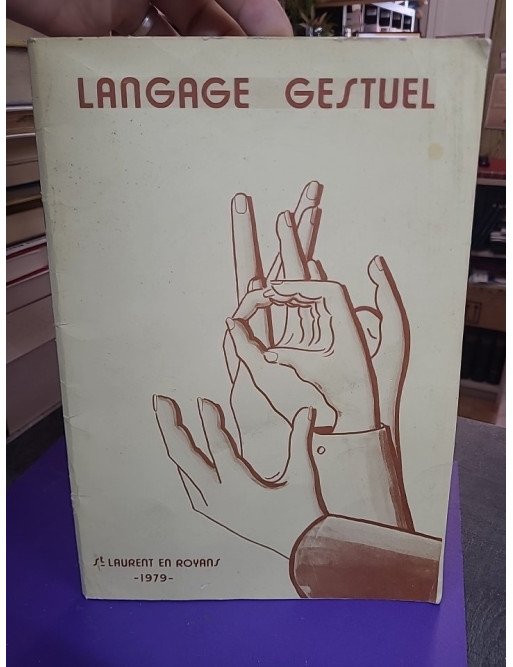 LANGAGE GESTUEL
St LAURENT EN ROYANS
-1979-